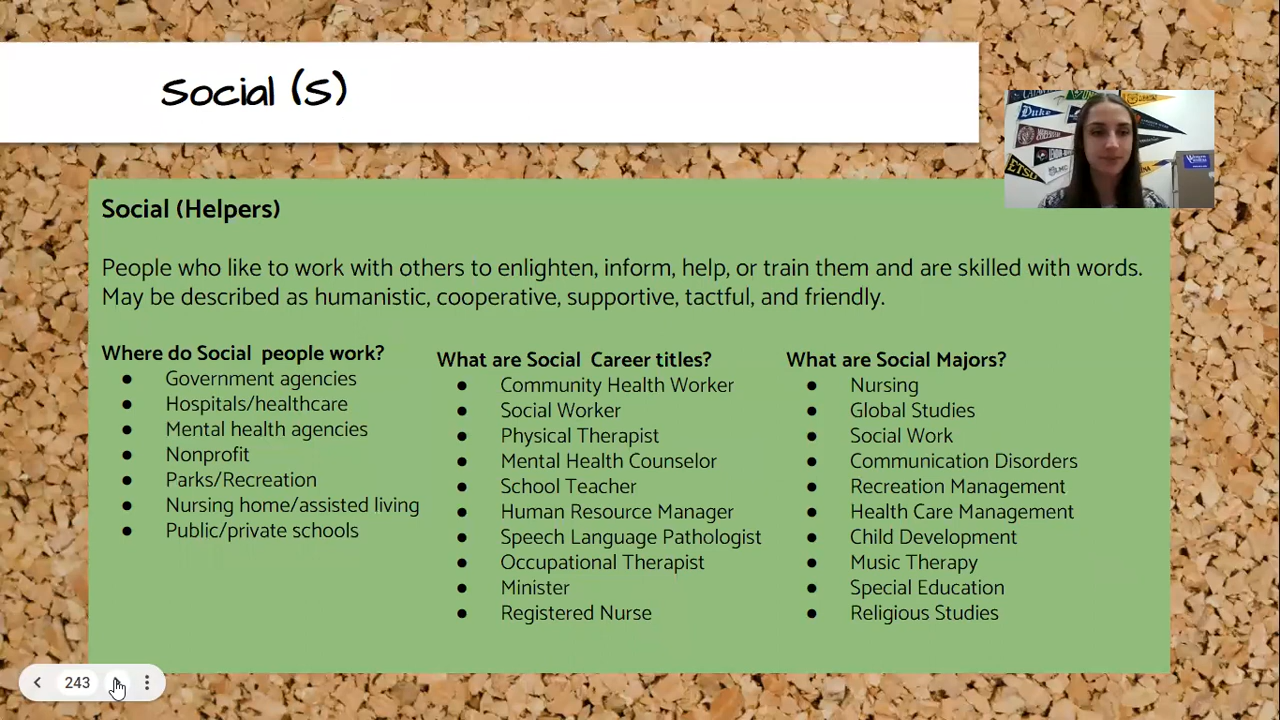 Social (S)
Duke
ETSU
Social (Helpers)
People who like to work with others to enlighten, inform, help, or train them and are skilled with words.
May be described as humanistic, cooperative, supportive, tactful, and friendly.
Where do Social people work?
● Government agencies
● Hospitals/healthcare
● Mental health agencies
● Nonprofit
● Parks/Recreation
● Nursing home/assisted living
● Public/private schools
What are Social Career titles?
● Community Health Worker
● Social Worker
● Physical Therapist
● Mental Health Counselor
● School Teacher
● Human Resource Manager
● Speech Language Pathologist
● Occupational Therapist
● Minister
● Registered Nurse
What are Social Majors?
● Nursing
● Global Studies
● Social Work
● Communication Disorders
● Recreation Management
● Health Care Management
● Child Development
● Music Therapy
● Special Education
● Religious Studies
243